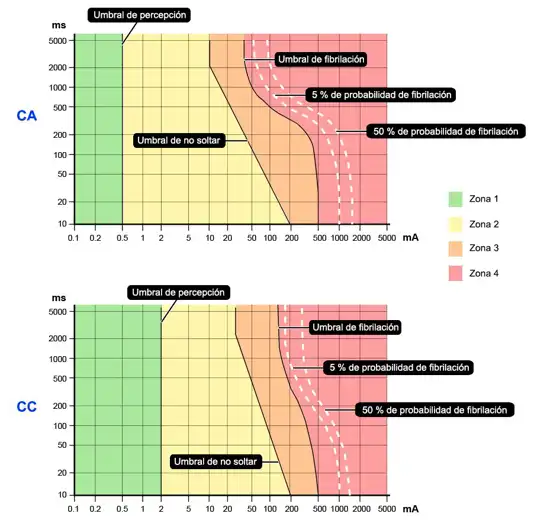 Umbral de percepción
ms
5000
2000
1000
500
200
100
50
20
10
CA
Umbral de fibrilación
5 % de probabilidad de fibrilación
50 % de probabilidad de fibrilación
Umbral de no soltar
0.1 0.2 0.5 1 2 5 10 20 50 100 200 500 1000 2000 5000 mA
Zona 1
Zona 2
Zona 3
Zona 4
Umbral de percepción
ms
5000
2000
1000
500
200
100
50
20
10
CC
Umbral de fibrilación
5 % de probabilidad de fibrilación
50 % de probabilidad de fibrilación
Umbral de no soltar
0.1 0.2 0.5 1 2 5 10 20 50 100 200 500 1000 2000 5000 mA